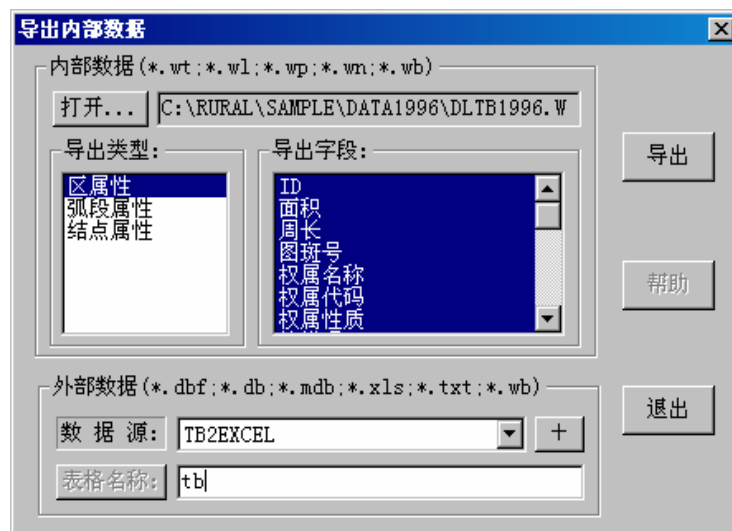 导出内部数据
内部数据(*.wt;*.wl;*.wp;*.wn;*.wb)
打开... C:\RURAL\SAMPLE\DATA1996\DLTB1996.W
导出类型: 导出字段:
区属性
弧段属性
结点属性
ID
面积
周长
图斑号
权属名称
权属代码
权属性质
导出
帮助
外部数据(*.dbf;*.db;*.mdb;*.xls;*.txt;*.wb)
数 据 源: TB2EXCEL +
表格名称: tb
退出